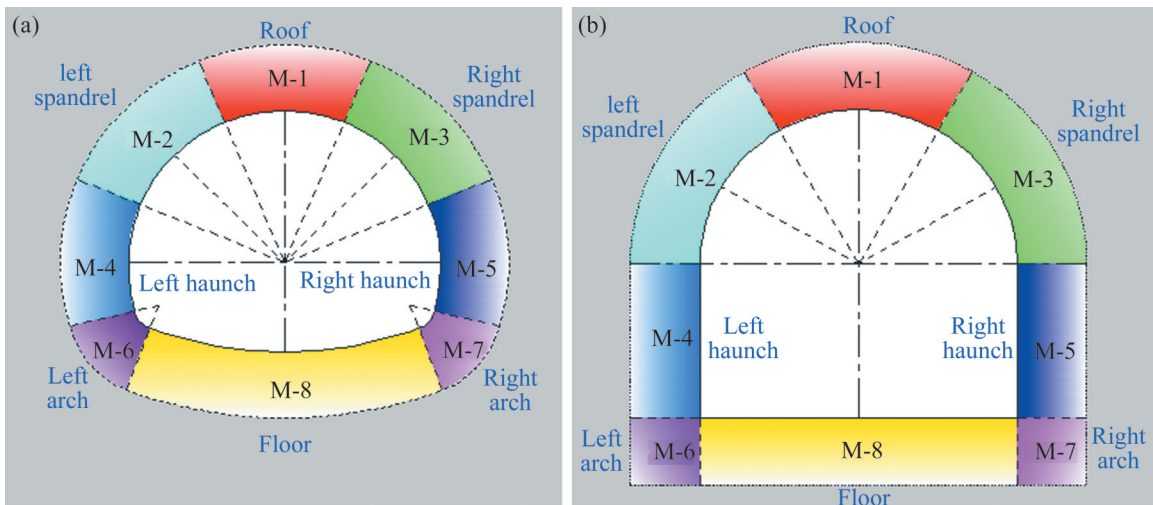 (a)
Roof
left
spandrel
Right
spandrel
M-1
M-2
M-3
M-4
M-5
Left haunch
Right haunch
M-6
M-7
M-8
Left
arch
Right
arch
Floor
(b)
Roof
left
spandrel
Right
spandrel
M-1
M-2
M-3
M-4
Left
haunch
Right
haunch
M-5
Left
arch
M-6
M-8
M-7
Right
arch
Floor